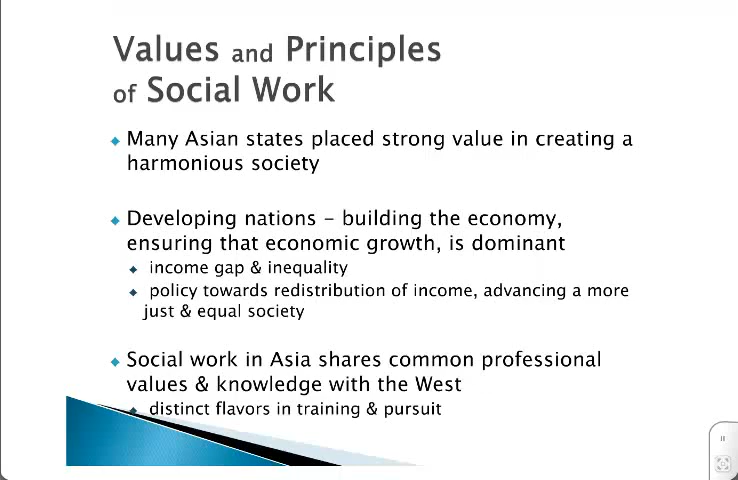 Values and Principles
of Social Work
Many Asian states placed strong value in creating a
harmonious society
Developing nations – building the economy,
ensuring that economic growth, is dominant
income gap & inequality
policy towards redistribution of income, advancing a more
just & equal society
Social work in Asia shares common professional
values & knowledge with the West
distinct flavors in training & pursuit